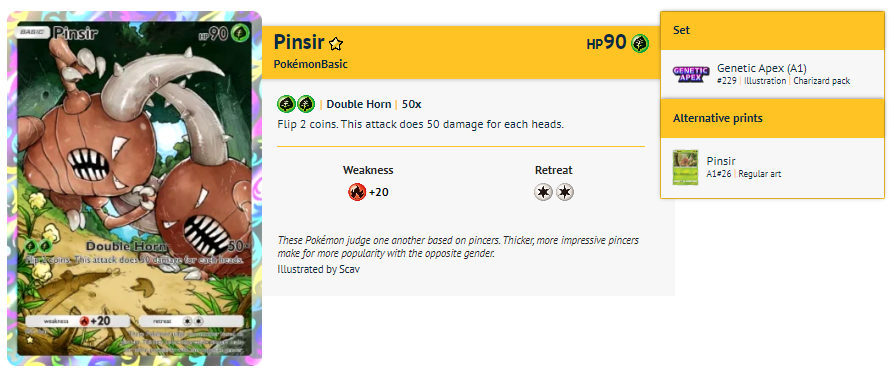 BASIC Pinsir HP90
Double Horn 50x
Flip 2 coins. This attack does 50 damage for each heads.
weakness +20 retreat
Pinsir
HP90
PokémonBasic
| Double Horn | 50x
Flip 2 coins. This attack does 50 damage for each heads.
Weakness Retreat
+20
These Pokémon judge one another based on pincers. Thicker, more impressive pincers
make for more popularity with the opposite gender.
Illustrated by Scav
Set
GENETIC APEX
Genetic Apex (A1)
#229 | Illustration | Charizard pack
Alternative prints
Pinsir
A1#26 | Regular art